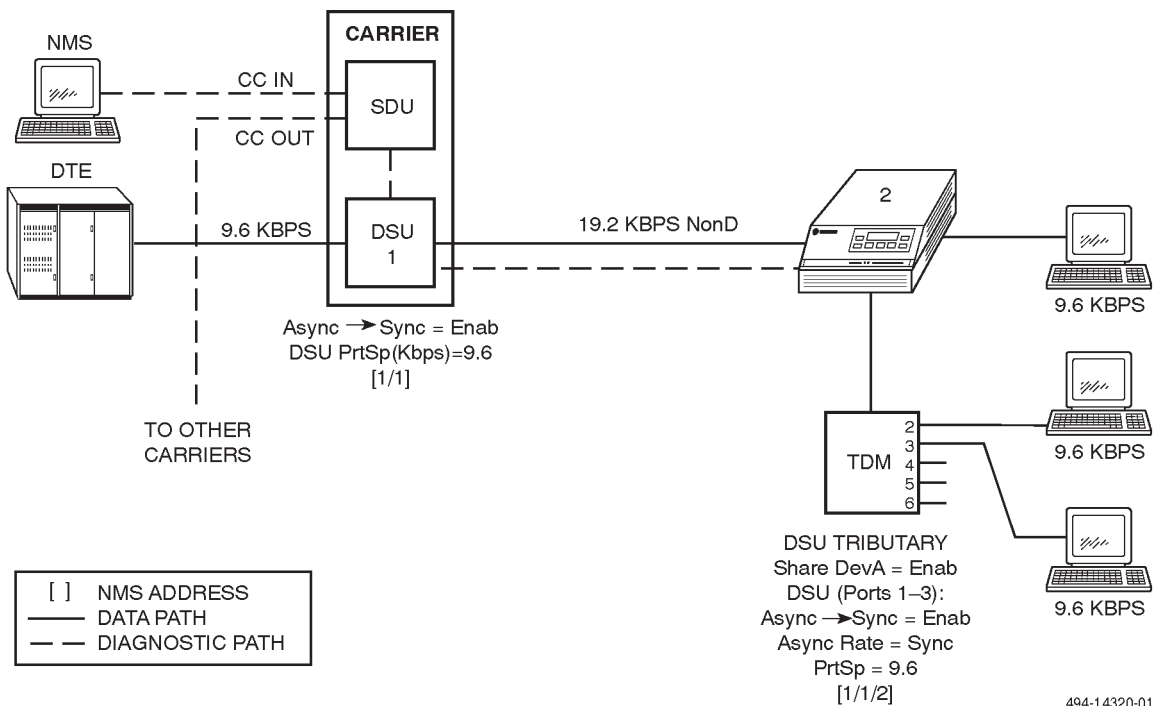 NMS
CC IN
CC OUT
DTE
9.6 KBPS
CARRIER
SDU
DSU
1
19.2 KBPS NonD
2
9.6 KBPS
9.6 KBPS
9.6 KBPS
Async → Sync = Enab
DSU PrtSp(Kbps)=9.6
[1/1]
TO OTHER
CARRIERS
TDM
2
3
4
5
6
DSU TRIBUTARY
Share DevA = Enab
DSU (Ports 1–3):
Async → Sync = Enab
Async Rate = Sync
PrtSp = 9.6
[1/1/2]
[ ] NMS ADDRESS
DATA PATH
DIAGNOSTIC PATH
494-14320-01